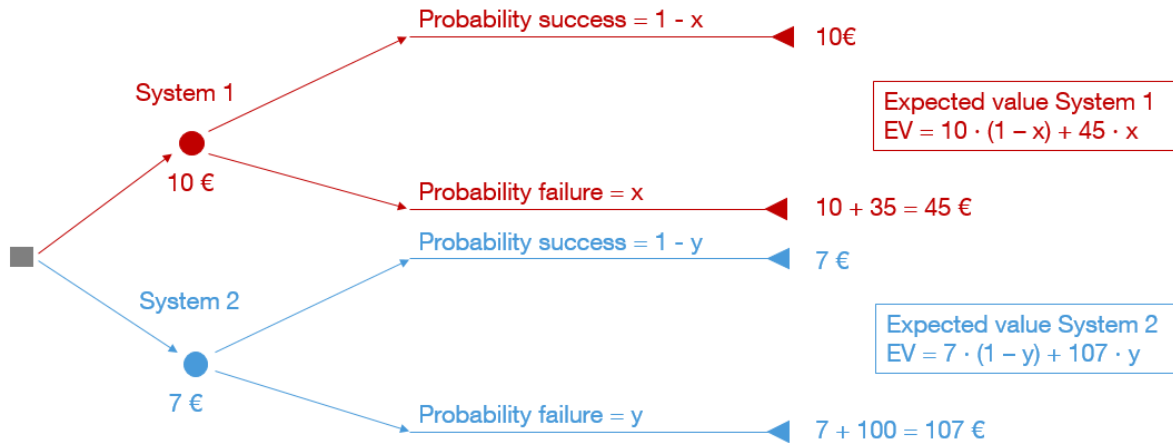 Probability success = 1 - x
10€
System 1
Expected value System 1
EV = 10 · (1 – x) + 45 · x
10 €
Probability failure = x
10 + 35 = 45 €
Probability success = 1 - y
7 €
System 2
Expected value System 2
EV = 7 · (1 – y) + 107 · y
7 €
Probability failure = y
7 + 100 = 107 €